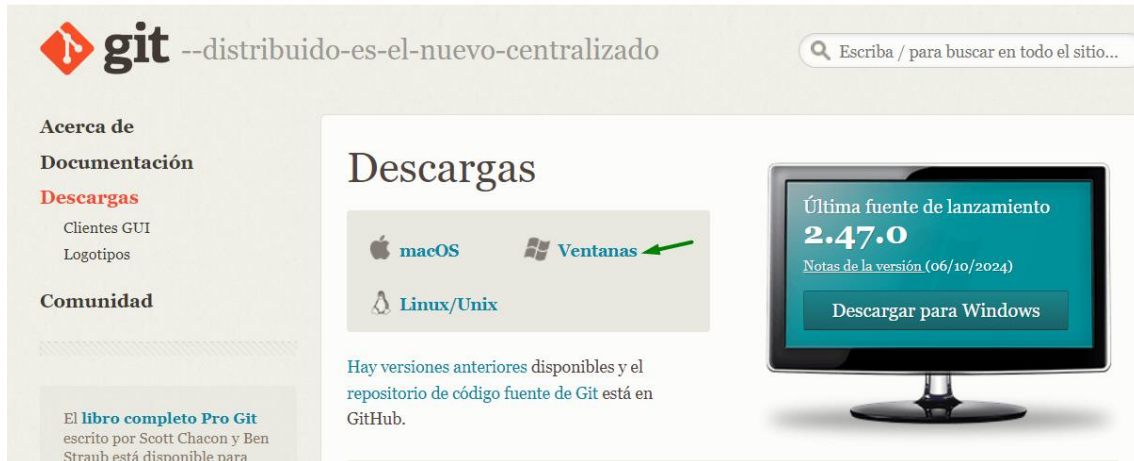 git --distribuido-es-el-nuevo-centralizado
Escriba / para buscar en todo el sitio...
Acerca de
Documentación
Descargas
Clientes GUI
Logotipos
Comunidad
El libro completo Pro Git
escrito por Scott Chacon y Ben
Straub está disponible para
Descargas
macOS
Ventanas
Linux/Unix
Hay versiones anteriores disponibles y el
repositorio de código fuente de Git está en
GitHub.
Última fuente de lanzamiento
2.47.0
Notas de la versión (06/10/2024)
Descargar para Windows